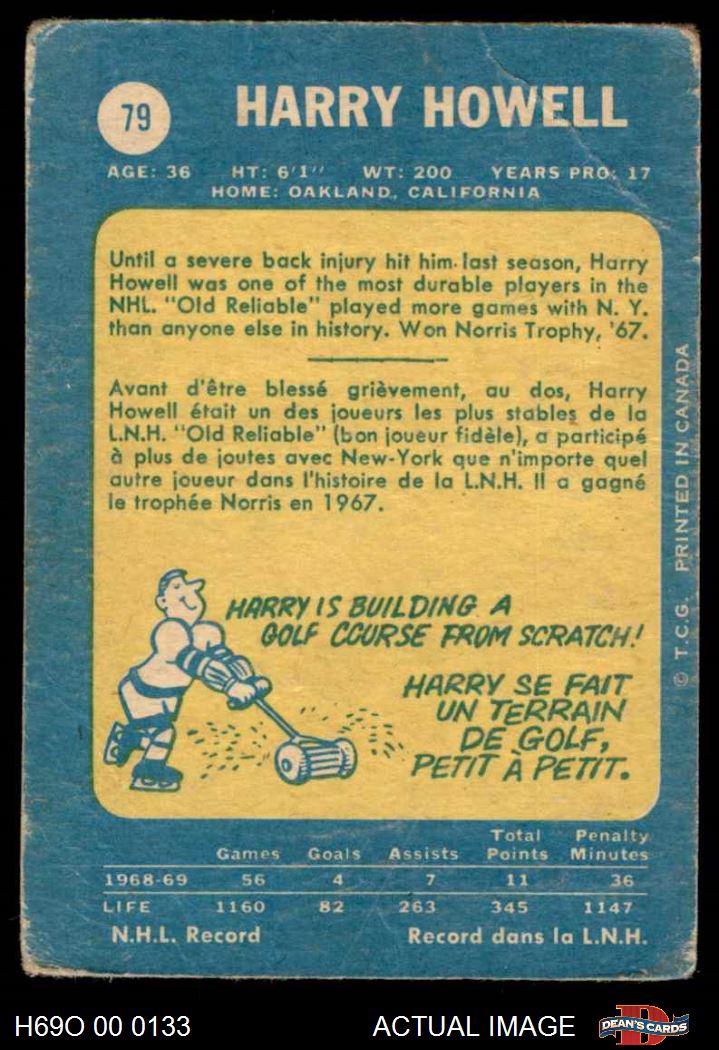 79 HARRY HOWELL
AGE: 36 HT: 6'1" WT: 200 YEARS PRO: 17
HOME: OAKLAND, CALIFORNIA
Until a severe back injury hit him last season, Harry
Howell was one of the most durable players in the
NHL. "Old Reliable" played more games with N. Y.
than anyone else in history. Won Norris Trophy, '67.
Avant d'être blessé grièvement, au dos, Harry
Howell était un des joueurs les plus stables de la
L.N.H. "Old Reliable" (bon joueur fidèle), a participé
à plus de joutes avec New-York que n'importe quel
autre joueur dans l'histoire de la L.N.H. Il a gagné
le trophée Norris en 1967.
HARRY IS BUILDING A
GOLF COURSE FROM SCRATCH!
HARRY SE FAIT
UN TERRAIN
DE GOLF,
PETIT À PETIT.
© T.C.G. PRINTED IN CANADA
Total Penalty
Games Goals Assists Points Minutes
1968-69 56 4 7 11 36
LIFE 1160 82 263 345 1147
N.H.L. Record Record dans la L.N.H.
H69O 00 0133 ACTUAL IMAGE D DEAN'S CARDS